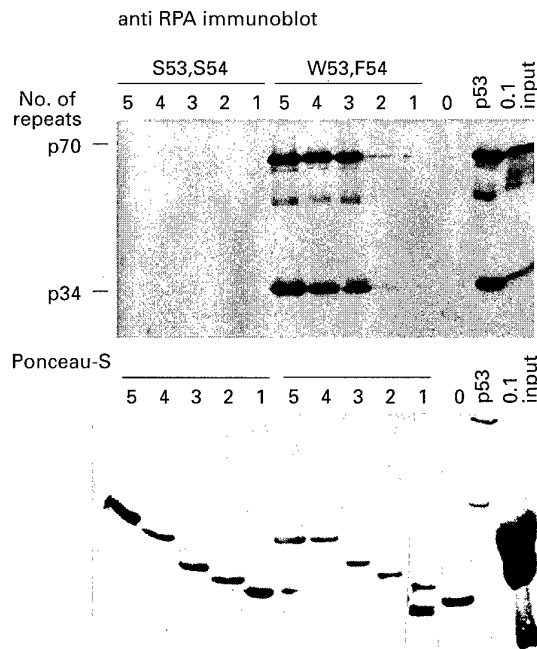 anti RPA immunoblot
S53,S54 W53,F54
No. of repeats 5 4 3 2 1 5 4 3 2 1 0 p53 0.1 input
p70
p34
Ponceau-S
5 4 3 2 1 5 4 3 2 1 0 p53 0.1 input